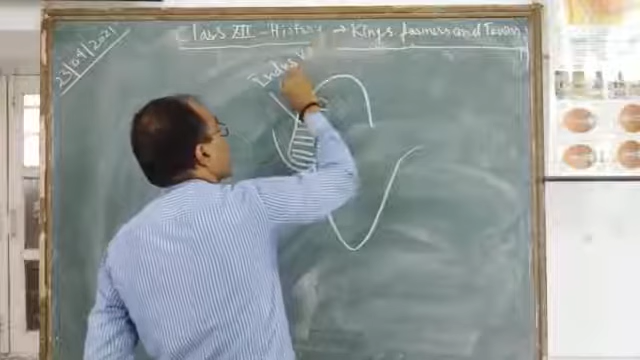 23/04/2021
Class XII - History → Kings farmers and Towns
Indus V